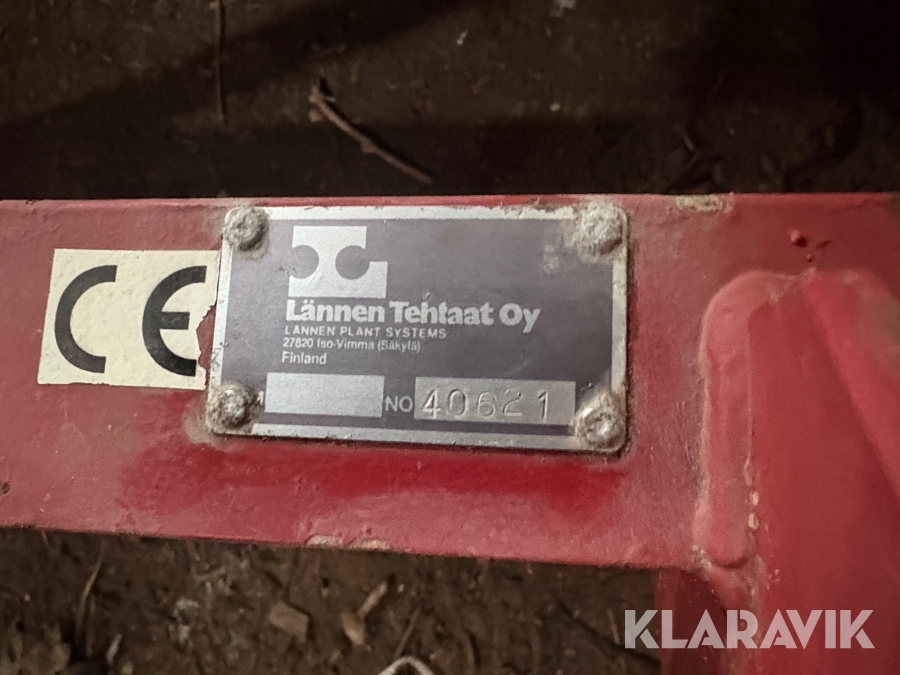 CE
Lännen Tehtaat Oy
LÄNNEN PLANT SYSTEMS
27820 Iso-Vimma (Säkylä)
Finland
NO 40621
KLARAVIK